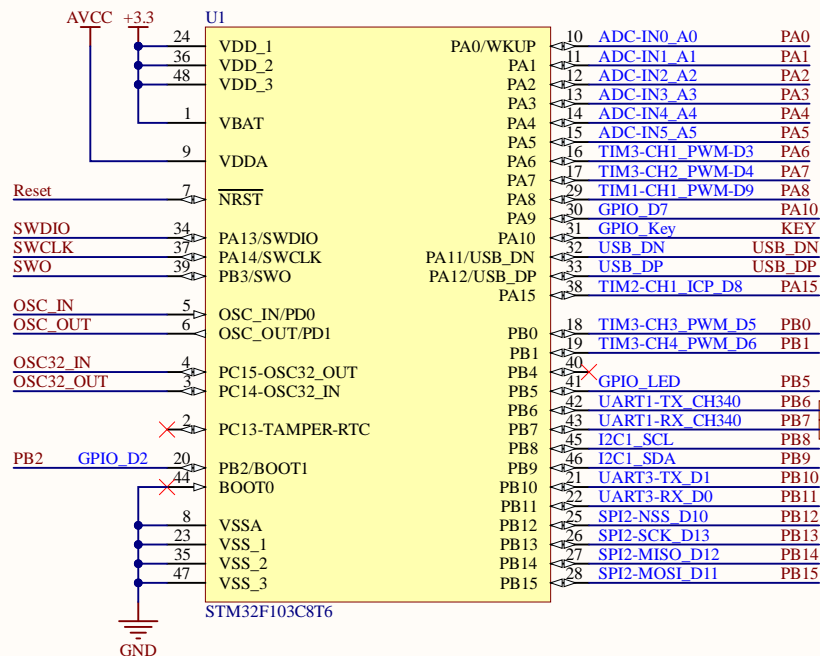 AVCC +3.3 U1
24 VDD_1 PA0/WKUP 10 ADC-IN0_A0 PA0
36 VDD_2 PA1 11 ADC-IN1_A1 PA1
48 VDD_3 PA2 12 ADC-IN2_A2 PA2
PA3 13 ADC-IN3_A3 PA3
1 VBAT PA4 14 ADC-IN4_A4 PA4
PA5 15 ADC-IN5_A5 PA5
9 VDDA PA6 16 TIM3-CH1_PWM-D3 PA6
PA7 17 TIM3-CH2_PWM-D4 PA7
Reset 7 NRST PA8 29 TIM1-CH1_PWM-D9 PA8
PA9 30 GPIO_D7 PA10
SWDIO 34 PA13/SWDIO PA10 31 GPIO_Key KEY
SWCLK 37 PA14/SWCLK PA11/USB_DN 32 USB_DN USB_DN
SWO 39 PB3/SWO PA12/USB_DP 33 USB_DP USB_DP
PA15 38 TIM2-CH1_ICP_D8 PA15
OSC_IN 5 OSC_IN/PD0
OSC_OUT 6 OSC_OUT/PD1 PB0 18 TIM3-CH3_PWM_D5 PB0
PB1 19 TIM3-CH4_PWM_D6 PB1
OSC32_IN 4 PC15-OSC32_OUT PB4 40
OSC32_OUT 3 PC14-OSC32_IN PB5 41 GPIO_LED PB5
PB6 42 UART1-TX_CH340 PB6
2 PC13-TAMPER-RTC PB7 43 UART1-RX_CH340 PB7
PB8 45 I2C1_SCL PB8
PB2 GPIO_D2 20 PB2/BOOT1 PB9 46 I2C1_SDA PB9
44 BOOT0 PB10 21 UART3-TX_D1 PB10
PB11 22 UART3-RX_D0 PB11
8 VSSA PB12 25 SPI2-NSS_D10 PB12
23 VSS_1 PB13 26 SPI2-SCK_D13 PB13
35 VSS_2 PB14 27 SPI2-MISO_D12 PB14
47 VSS_3 PB15 28 SPI2-MOSI_D11 PB15
STM32F103C8T6
GND